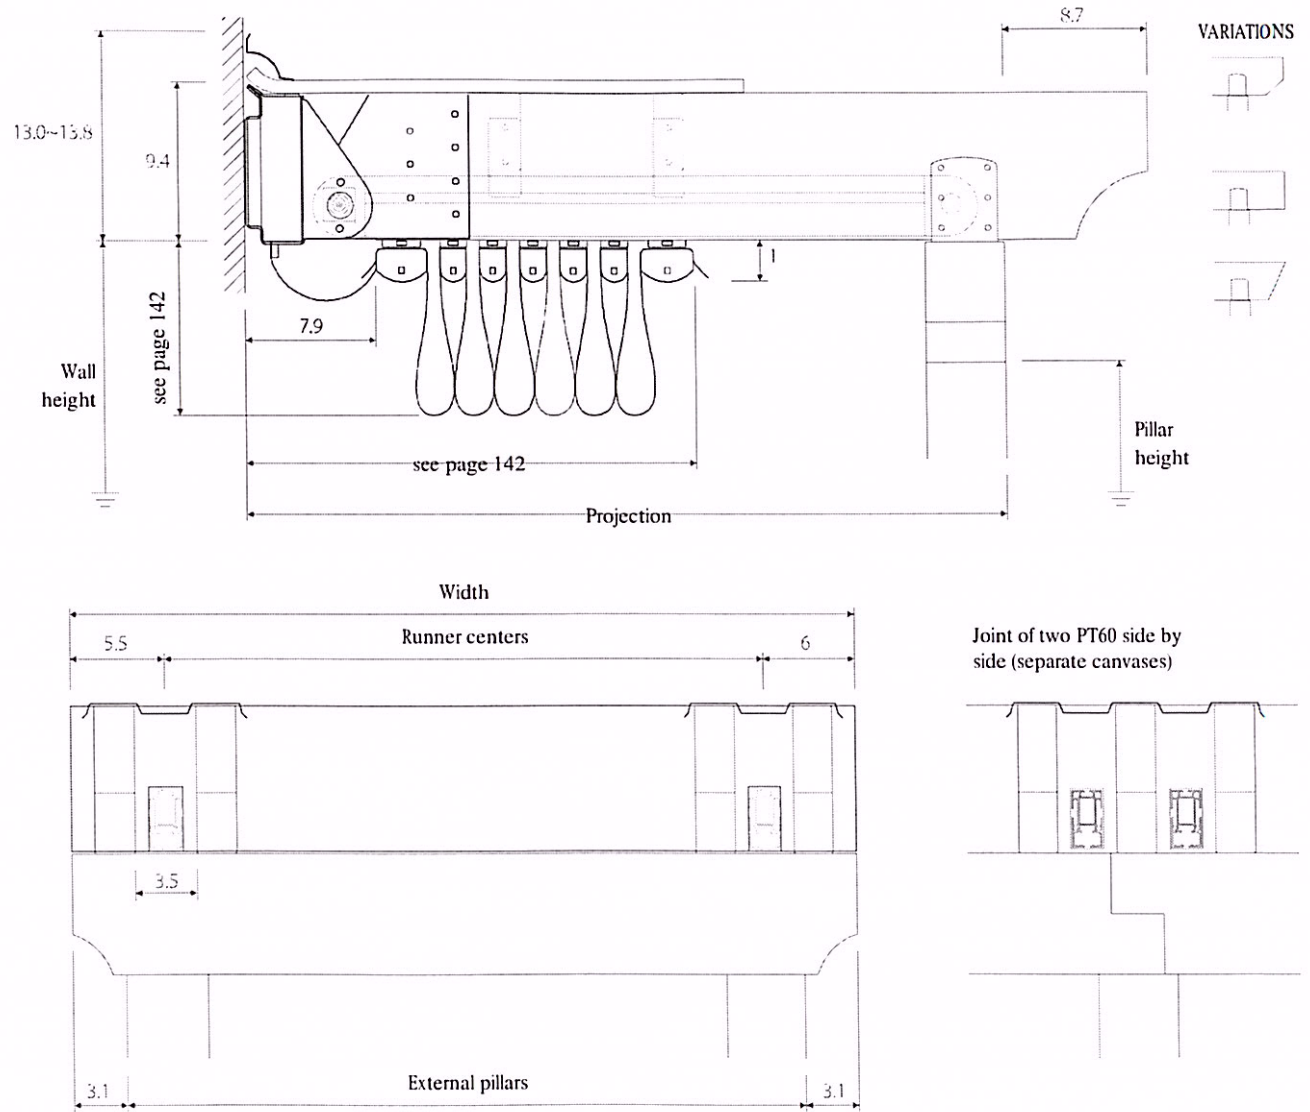 8.7
VARIATIONS
13.0~13.8
9.4
1
7.9
see page 142
Wall
height
see page 142
Pillar
height
Projection
Width
5.5
Runner centers
6
Joint of two PT60 side by
side (separate canvases)
3.5
3.1
External pillars
3.1